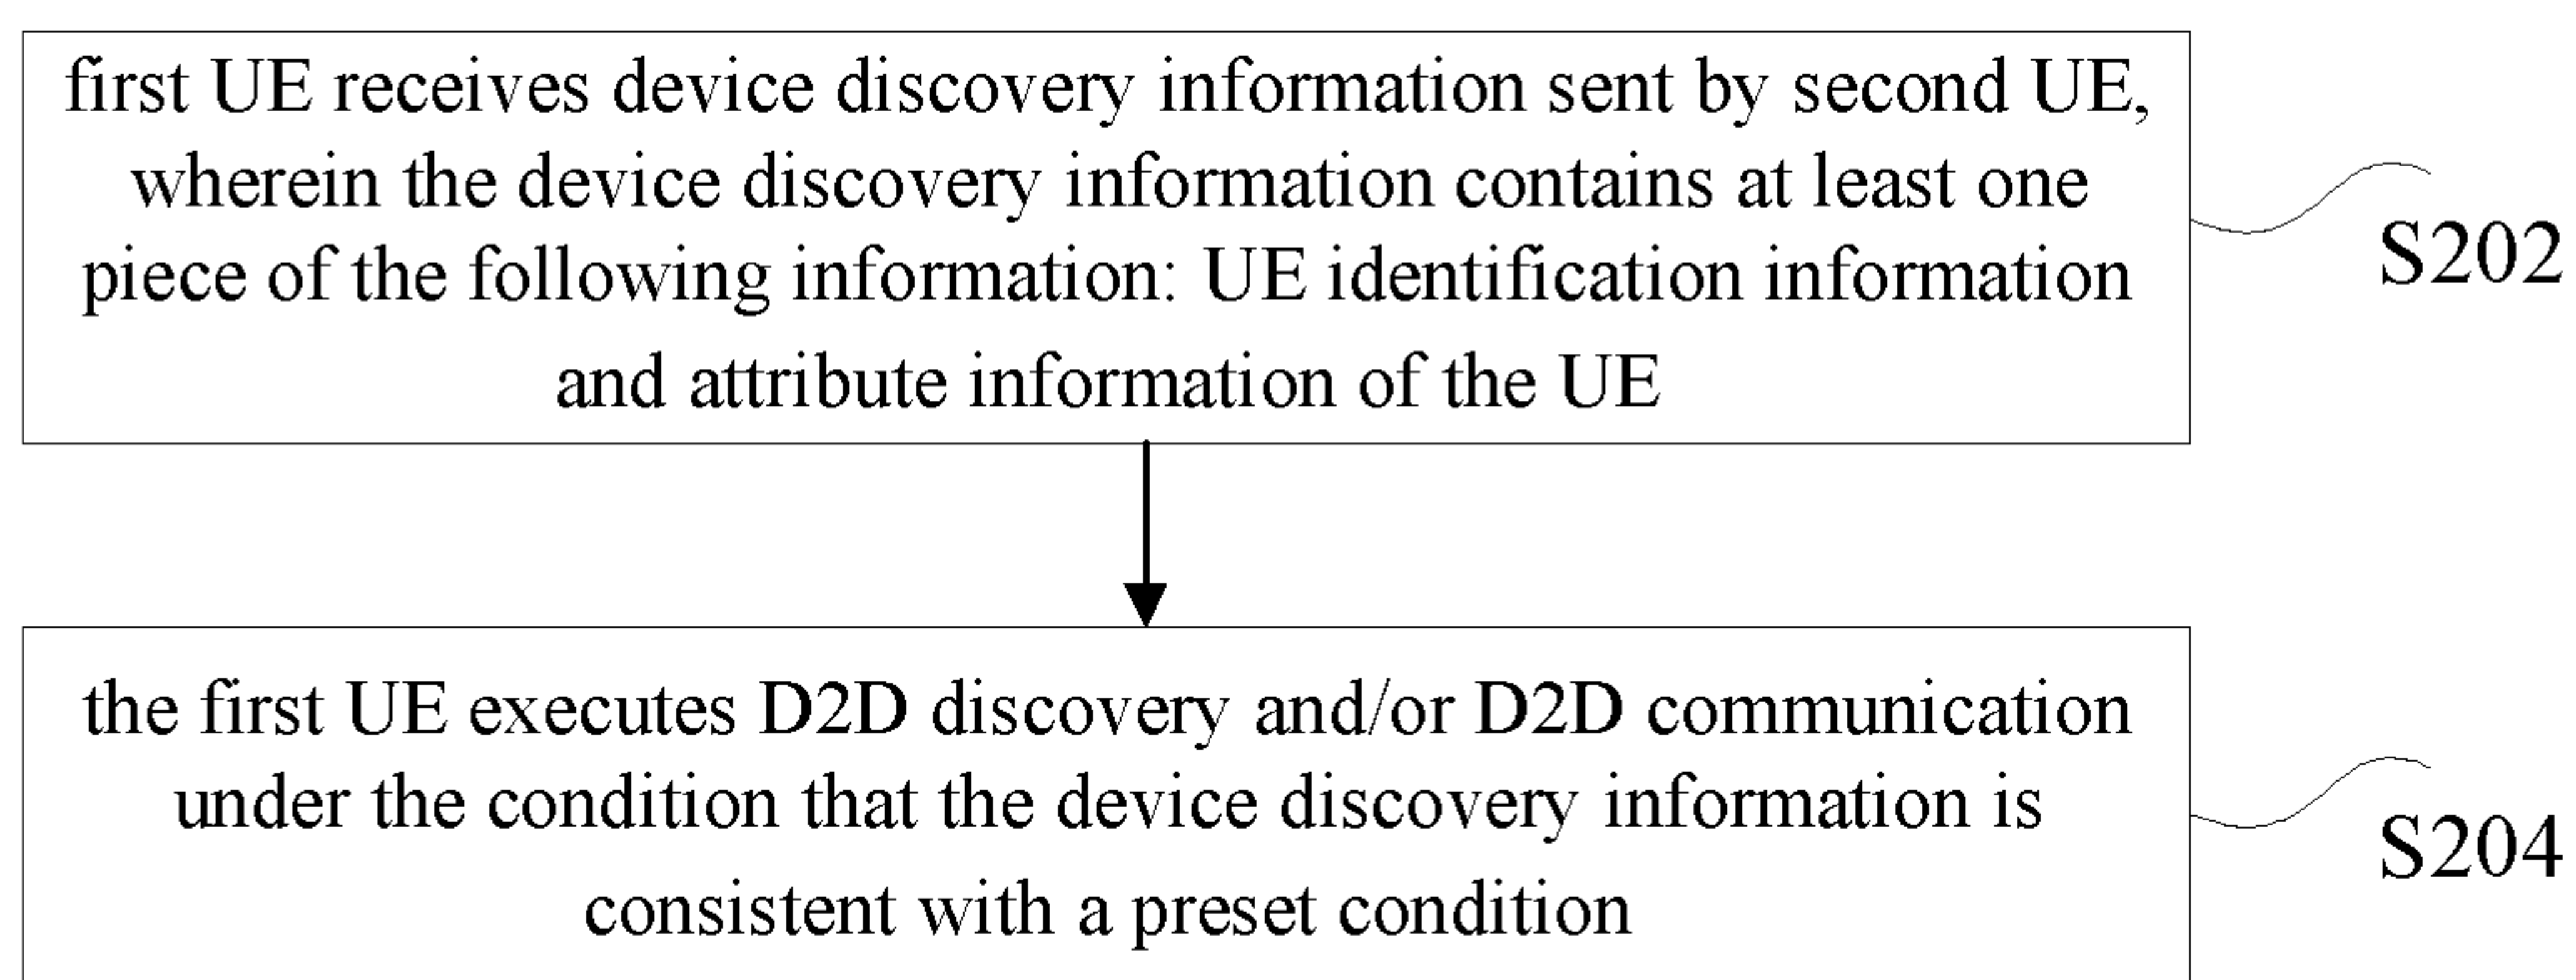 first UE receives device discovery information sent by second UE,
wherein the device discovery information contains at least one
piece of the following information: UE identification information
and attribute information of the UE
S202
the first UE executes D2D discovery and/or D2D communication
under the condition that the device discovery information is
consistent with a preset condition
S204